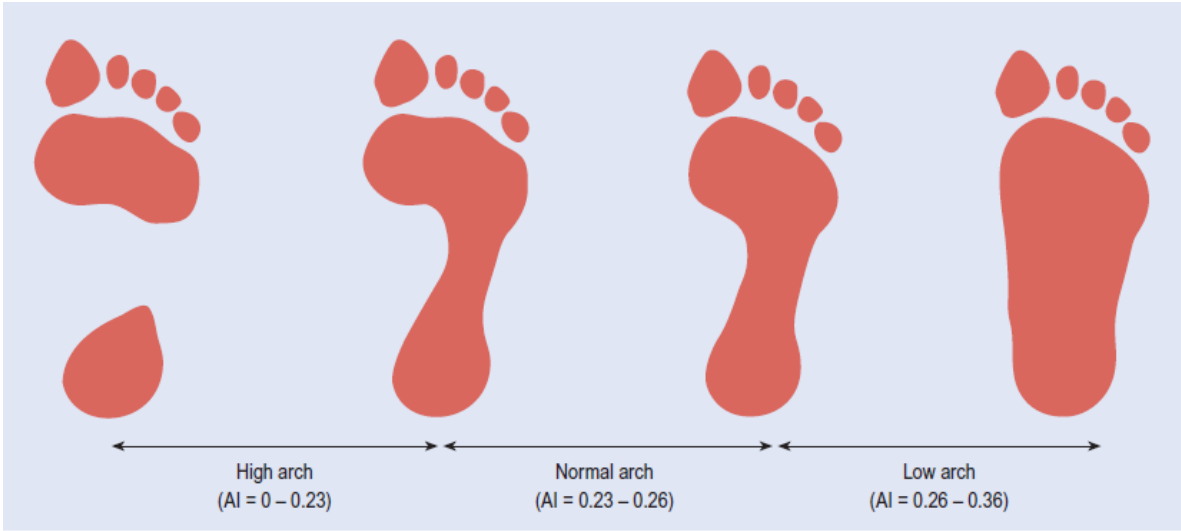 High arch
(AI = 0 – 0.23)
Normal arch
(AI = 0.23 – 0.26)
Low arch
(AI = 0.26 – 0.36)